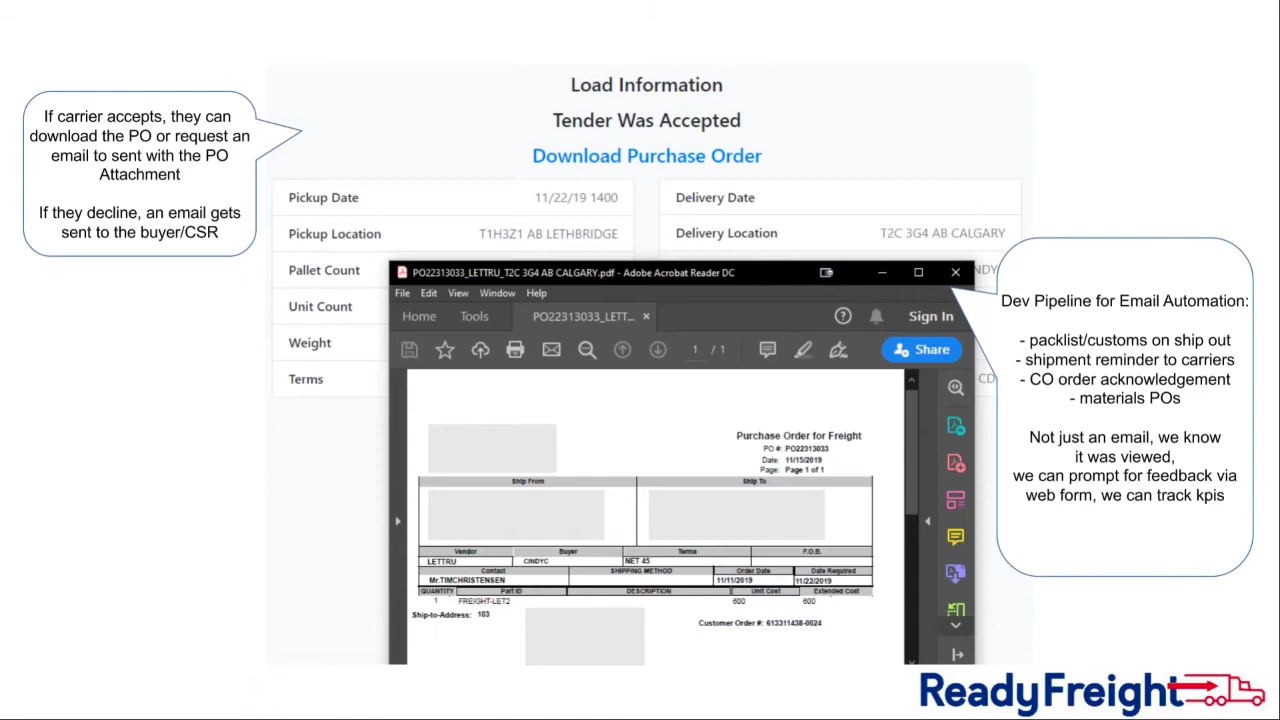 Load Information
Tender Was Accepted
Download Purchase Order
If carrier accepts, they can
download the PO or request an
email to sent with the PO
Attachment
If they decline, an email gets
sent to the buyer/CSR
Pickup Date 11/22/19 1400
Delivery Date
Pickup Location T1H3Z1 AB LETHBRIDGE
Delivery Location T2C 3G4 AB CALGARY
Pallet Count
Unit Count
Weight
Terms
PO22313033_LETTRU_T2C 3G4 AB CALGARY.pdf - Adobe Acrobat Reader DC
File Edit View Window Help
Home Tools PO22313033_LETT... × Sign In
1 / 1 Share
Purchase Order for Freight
PO #: PO22313033
Date: 11/15/2019
Page: Page 1 of 1
Ship From Ship To
Vendor Buyer Terms F.O.B.
LETTRU CINDYC NET 45
Contact SHIPPING METHOD Order Date Date Required
Mr.TIMCHRISTENSEN 11/11/2019 11/22/2019
QUANTITY Part ID DESCRIPTION Unit Cost Extended Cost
1 FREIGHT-LET2 600 600
Ship-to-Address: 103
Customer Order #: 613311438-0024
Dev Pipeline for Email Automation:
- packlist/customs on ship out
- shipment reminder to carriers
- CO order acknowledgement
- materials POs
Not just an email, we know
it was viewed,
we can prompt for feedback via
web form, we can track kpis
ReadyFreight